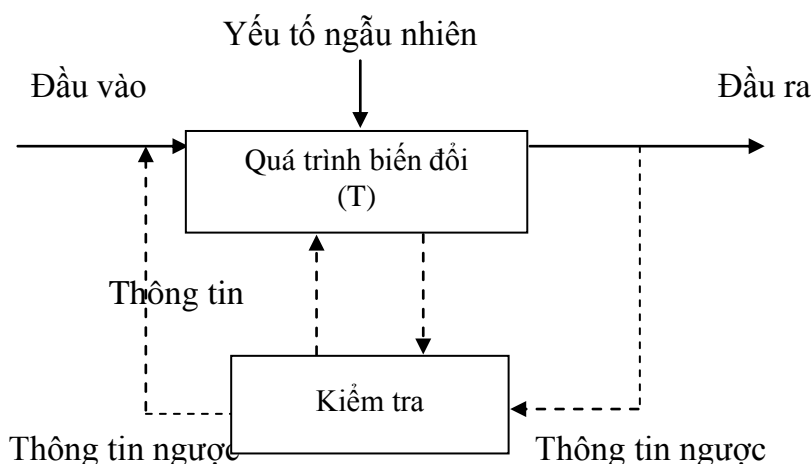 Yếu tố ngẫu nhiên
Đầu vào
Đầu ra
Quá trình biến đổi
(T)
Thông tin
Kiểm tra
Thông tin ngược
Thông tin ngược